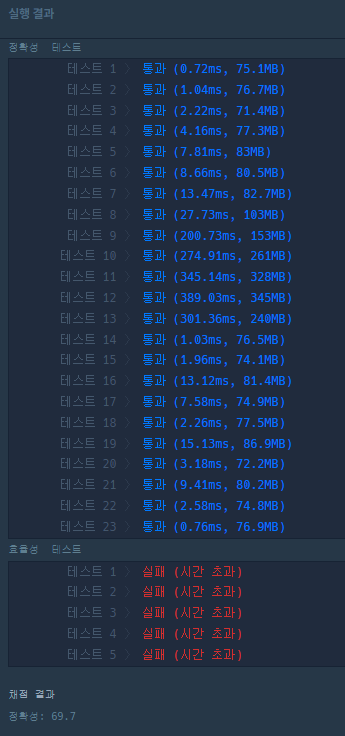 실행 결과
정확성 테스트
테스트 1 > 통과 (0.72ms, 75.1MB)
테스트 2 > 통과 (1.04ms, 76.7MB)
테스트 3 > 통과 (2.22ms, 71.4MB)
테스트 4 > 통과 (4.16ms, 77.3MB)
테스트 5 > 통과 (7.81ms, 83MB)
테스트 6 > 통과 (8.66ms, 80.5MB)
테스트 7 > 통과 (13.47ms, 82.7MB)
테스트 8 > 통과 (27.73ms, 103MB)
테스트 9 > 통과 (200.73ms, 153MB)
테스트 10 > 통과 (274.91ms, 261MB)
테스트 11 > 통과 (345.14ms, 328MB)
테스트 12 > 통과 (389.03ms, 345MB)
테스트 13 > 통과 (301.36ms, 240MB)
테스트 14 > 통과 (1.03ms, 76.5MB)
테스트 15 > 통과 (1.96ms, 74.1MB)
테스트 16 > 통과 (13.12ms, 81.4MB)
테스트 17 > 통과 (7.58ms, 74.9MB)
테스트 18 > 통과 (2.26ms, 77.5MB)
테스트 19 > 통과 (15.13ms, 86.9MB)
테스트 20 > 통과 (3.18ms, 72.2MB)
테스트 21 > 통과 (9.41ms, 80.2MB)
테스트 22 > 통과 (2.58ms, 74.8MB)
테스트 23 > 통과 (0.76ms, 76.9MB)
효율성 테스트
테스트 1 > 실패 (시간 초과)
테스트 2 > 실패 (시간 초과)
테스트 3 > 실패 (시간 초과)
테스트 4 > 실패 (시간 초과)
테스트 5 > 실패 (시간 초과)
채점 결과
정확성: 69.7